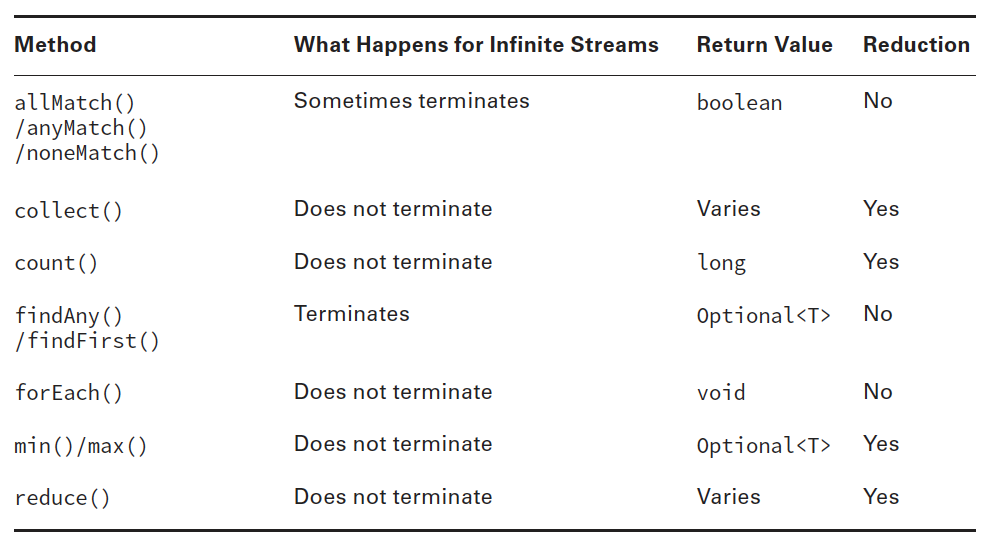 Method What Happens for Infinite Streams Return Value Reduction
allMatch() Sometimes terminates boolean No
/anyMatch()
/noneMatch()
collect() Does not terminate Varies Yes
count() Does not terminate long Yes
findAny() Terminates Optional<T> No
/findFirst()
forEach() Does not terminate void No
min()/max() Does not terminate Optional<T> Yes
reduce() Does not terminate Varies Yes